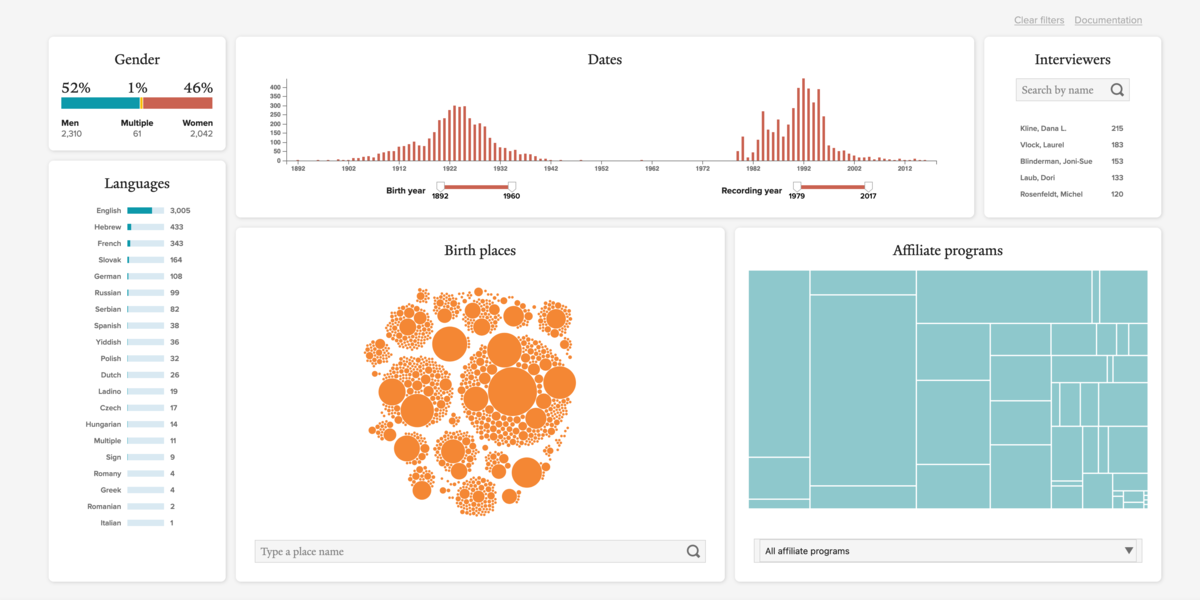 Clear filters Documentation
Gender
52% 1% 46%
Men Multiple Women
2,310 61 2,042
Languages
English 3,005
Hebrew 433
French 343
Slovak 164
German 108
Russian 99
Serbian 82
Spanish 38
Yiddish 36
Polish 32
Dutch 26
Ladino 19
Czech 17
Hungarian 14
Multiple 11
Sign 9
Romany 4
Greek 4
Romanian 2
Italian 1
Dates
400
350
300
250
200
150
100
50
0
1892 1902 1912 1922 1932 1942 1952 1962 1972 1982 1992 2002 2012
Birth year 1892 1960
Recording year 1979 2017
Interviewers
Search by name
Kline, Dana L. 215
Vlock, Laurel 183
Blinderman, Joni-Sue 153
Laub, Dori 133
Rosenfeldt, Michel 120
Birth places
Type a place name
Affiliate programs
All affiliate programs